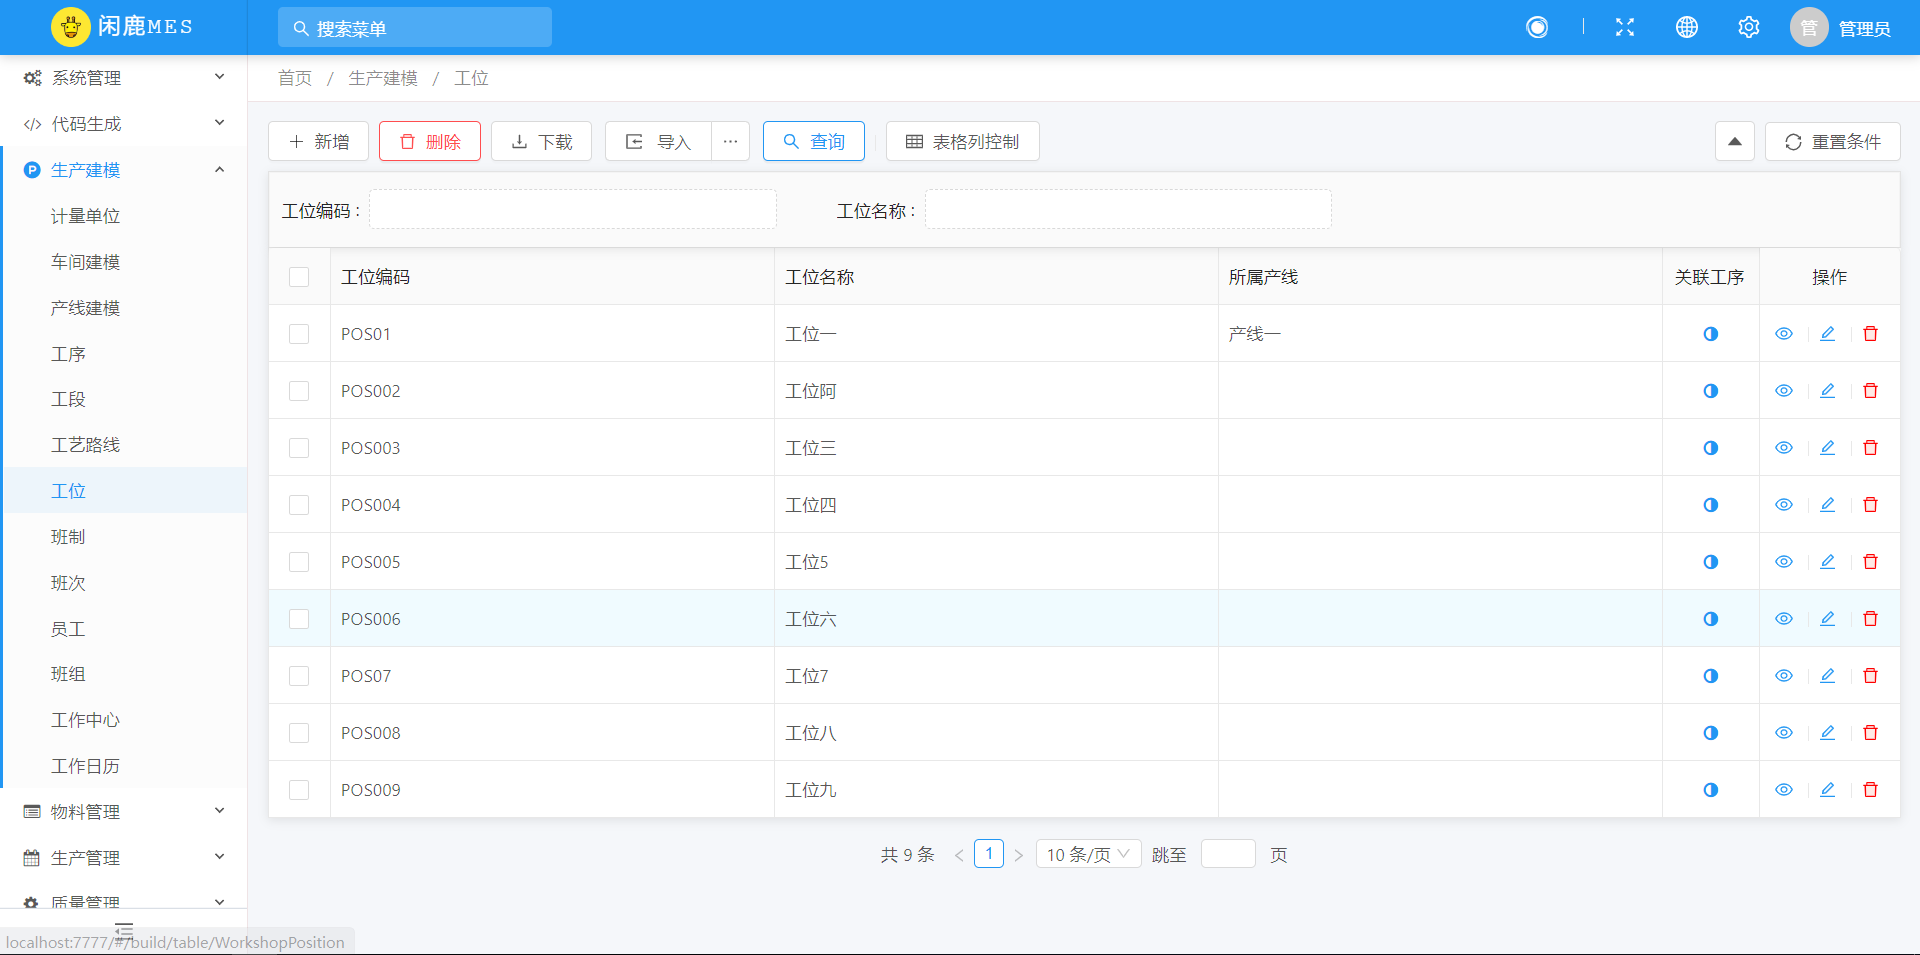 闲鹿MES
搜索菜单
管
管理员
系统管理
代码生成
生产建模
计量单位
车间建模
产线建模
工序
工段
工艺路线
工位
班制
班次
员工
班组
工作中心
工作日历
物料管理
生产管理
质量管理
localhost:7777/#/build/table/WorkshopPosition
首页 / 生产建模 / 工位
新增 删除 下载 导入 ··· 查询 表格列控制 重置条件
工位编码 : 工位名称 :
工位编码 工位名称 所属产线 关联工序 操作
POS01 工位一 产线一
POS002 工位阿
POS003 工位三
POS004 工位四
POS005 工位5
POS006 工位六
POS07 工位7
POS008 工位八
POS009 工位九
共 9 条 < 1 > 10 条/页 跳至 页